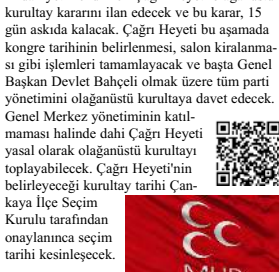 kurultay kararını ilan edecek ve bu karar, 15
gün askıda kalacak. Çağrı Heyeti bu aşamada
kongre tarihinin belirlenmesi, salon kiralanma-
sı gibi işlemleri tamamlayacak ve başta Genel
Başkan Devlet Bahçeli olmak üzere tüm parti
yönetimini olağanüstü kurultaya davet edecek.
Genel Merkez yönetiminin katıl-
maması halinde dahi Çağrı Heyeti
yasal olarak olağanüstü kurultayı
toplayabilecek. Çağrı Heyeti'nin
belirleyeceği kurultay tarihi Çan-
kaya İlçe Seçim
Kurulu tarafından
onaylanınca seçim
tarihi kesinleşecek.